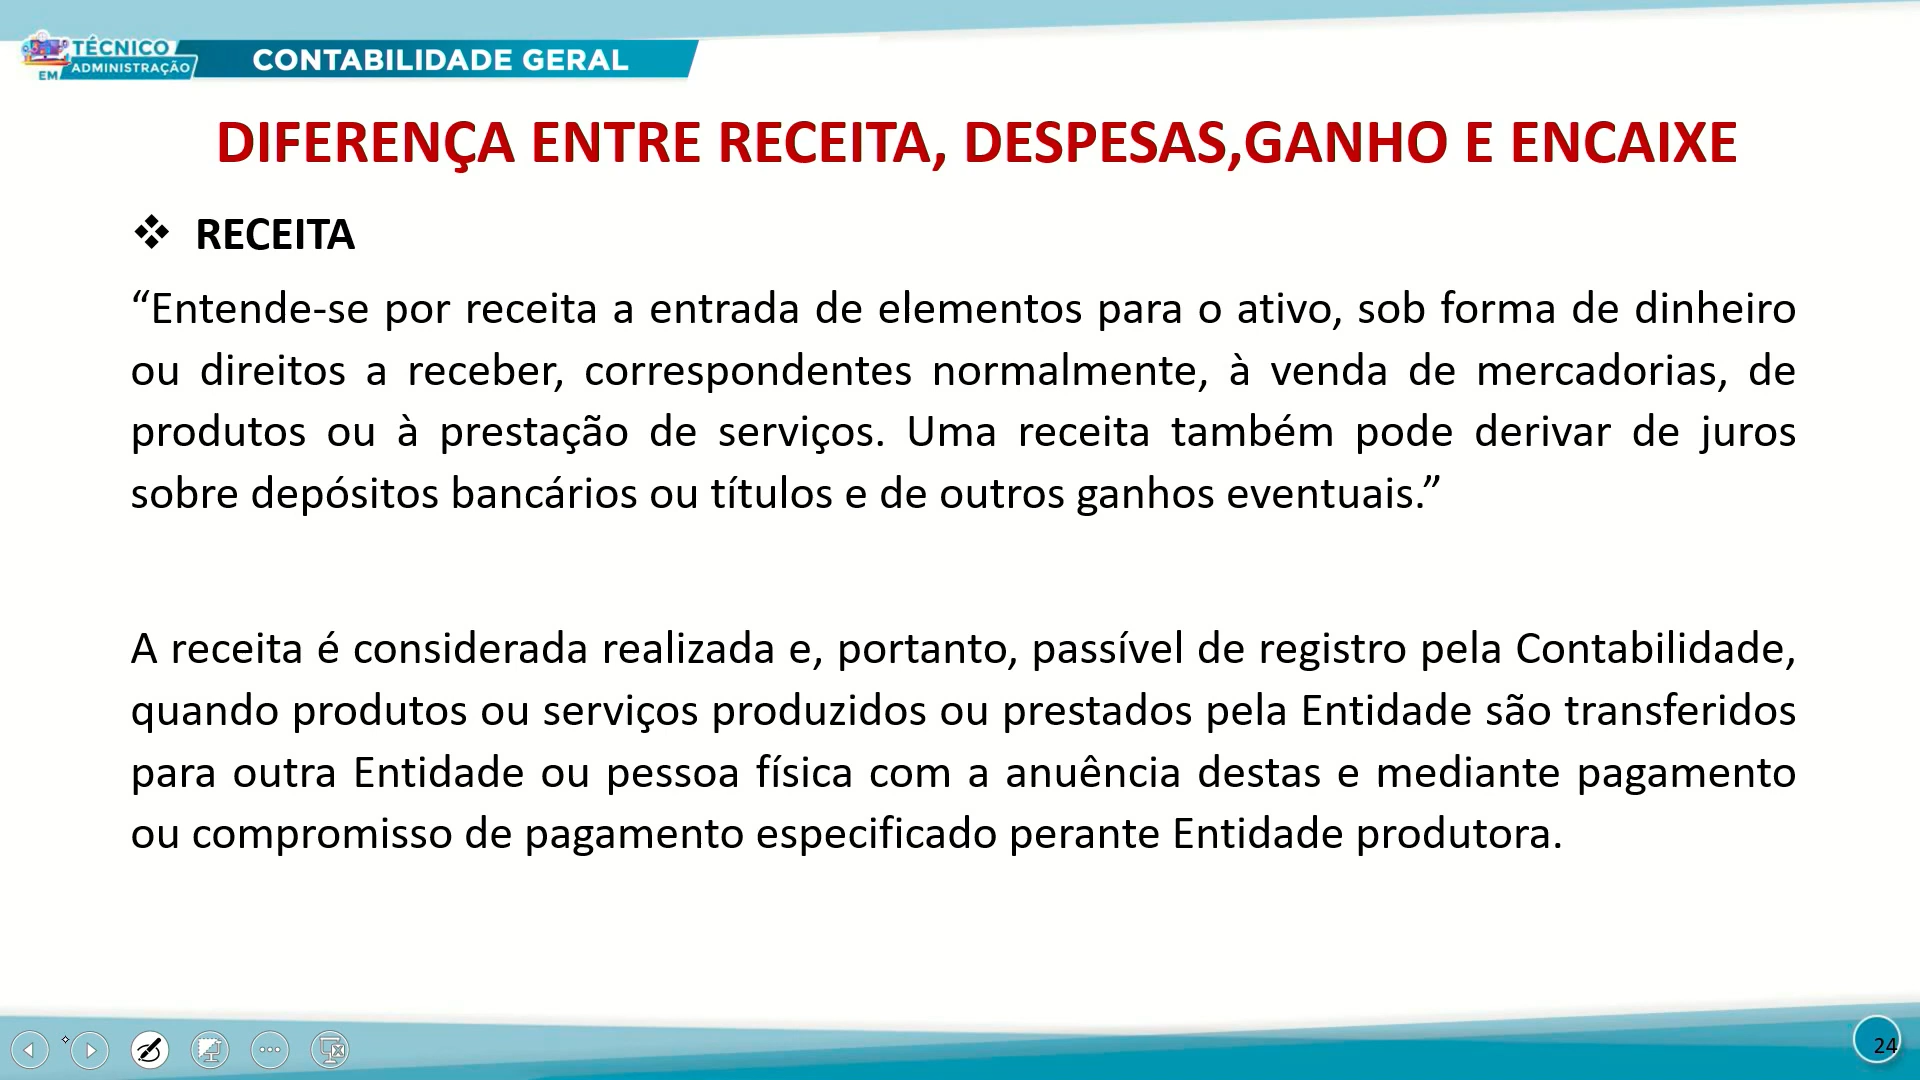 TÉCNICO
EM ADMINISTRAÇÃO
CONTABILIDADE GERAL
DIFERENÇA ENTRE RECEITA, DESPESAS,GANHO E ENCAIXE
❖ RECEITA
“Entende-se por receita a entrada de elementos para o ativo, sob forma de dinheiro
ou direitos a receber, correspondentes normalmente, à venda de mercadorias, de
produtos ou à prestação de serviços. Uma receita também pode derivar de juros
sobre depósitos bancários ou títulos e de outros ganhos eventuais.”
A receita é considerada realizada e, portanto, passível de registro pela Contabilidade,
quando produtos ou serviços produzidos ou prestados pela Entidade são transferidos
para outra Entidade ou pessoa física com a anuência destas e mediante pagamento
ou compromisso de pagamento especificado perante Entidade produtora.
24